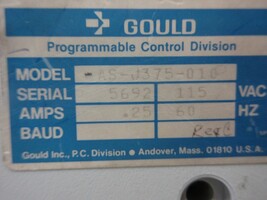 GOULD
Programmable Control Division
MODEL AS-J375-010
SERIAL 5692 115 VAC
AMPS .25 60 HZ
BAUD
Gould Inc., P.C. Division • Andover, Mass. 01810 U.S.A.